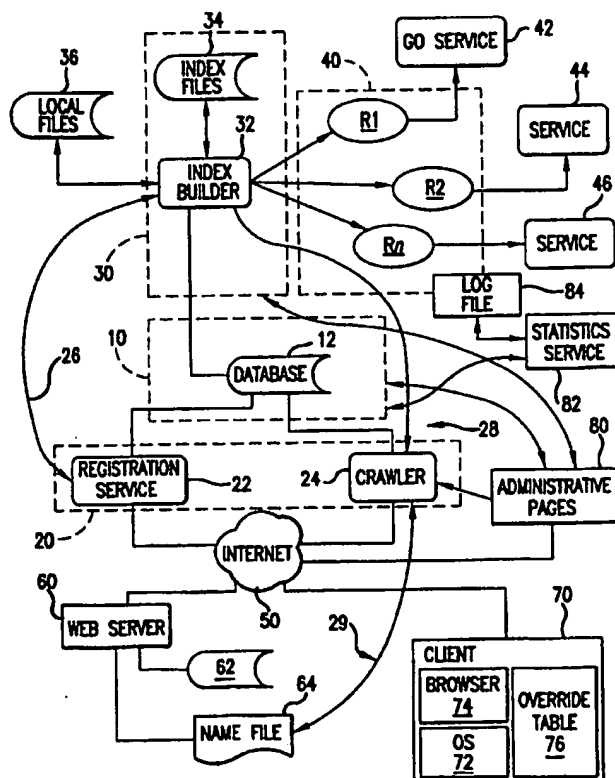 34
42
36
INDEX
FILES
40
GO SERVICE
44
LOCAL
FILES
32
R1
SERVICE
INDEX
BUILDER
R2
46
30
Rn
SERVICE
LOG
FILE
84
10
12
STATISTICS
SERVICE
26
DATABASE
82
28
80
REGISTRATION
SERVICE
22
24
CRAWLER
ADMINISTRATIVE
PAGES
20
INTERNET
60
50
70
WEB SERVER
29
CLIENT
62
64
BROWSER
74
OVERRIDE
TABLE
76
NAME FILE
OS
72